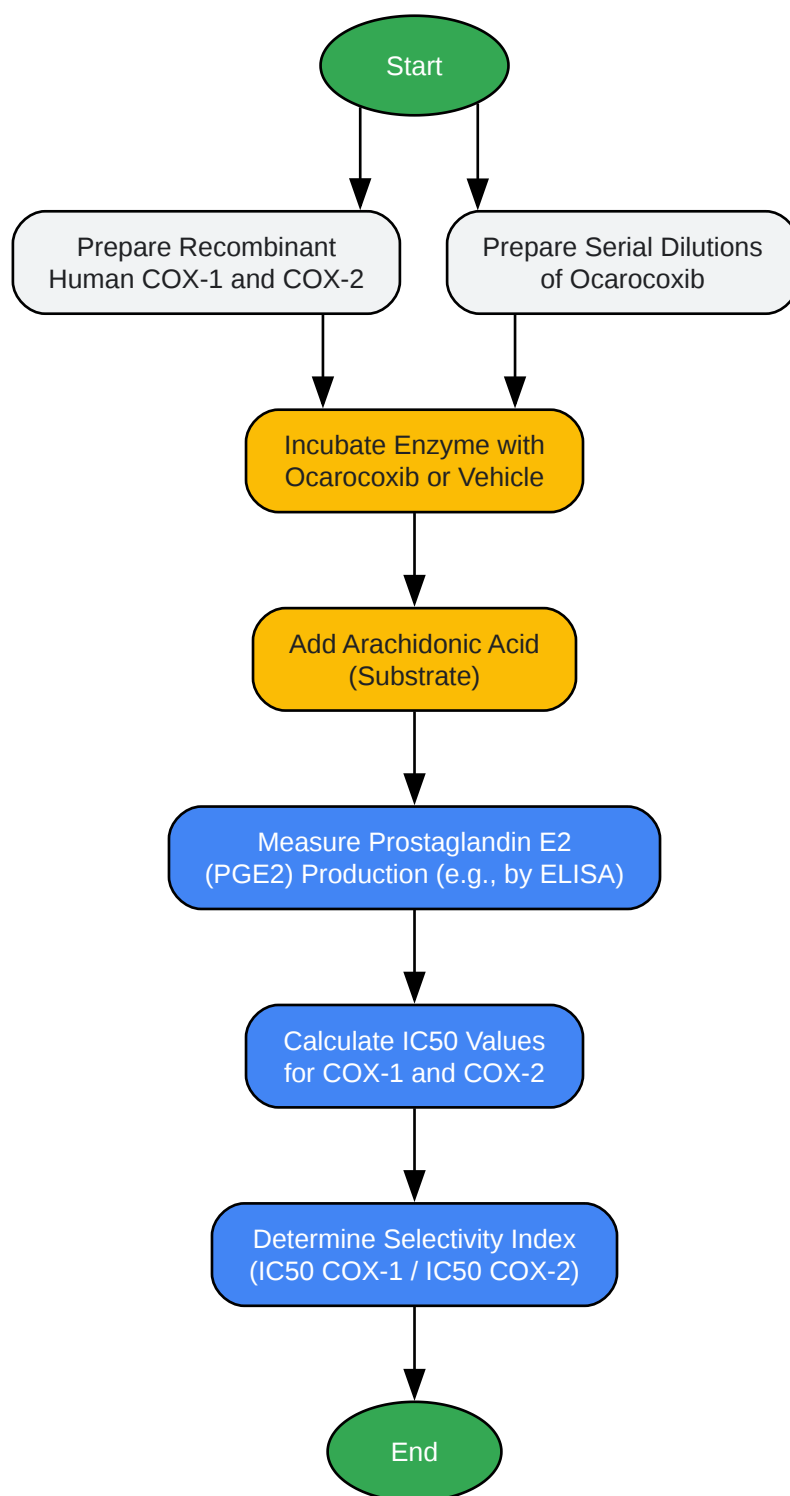 Start
Prepare Recombinant
Human COX-1 and COX-2
Prepare Serial Dilutions
of Ocarocoxib
Incubate Enzyme with
Ocarocoxib or Vehicle
Add Arachidonic Acid
(Substrate)
Measure Prostaglandin E2
(PGE2) Production (e.g., by ELISA)
Calculate IC50 Values
for COX-1 and COX-2
Determine Selectivity Index
(IC50 COX-1 / IC50 COX-2)
End